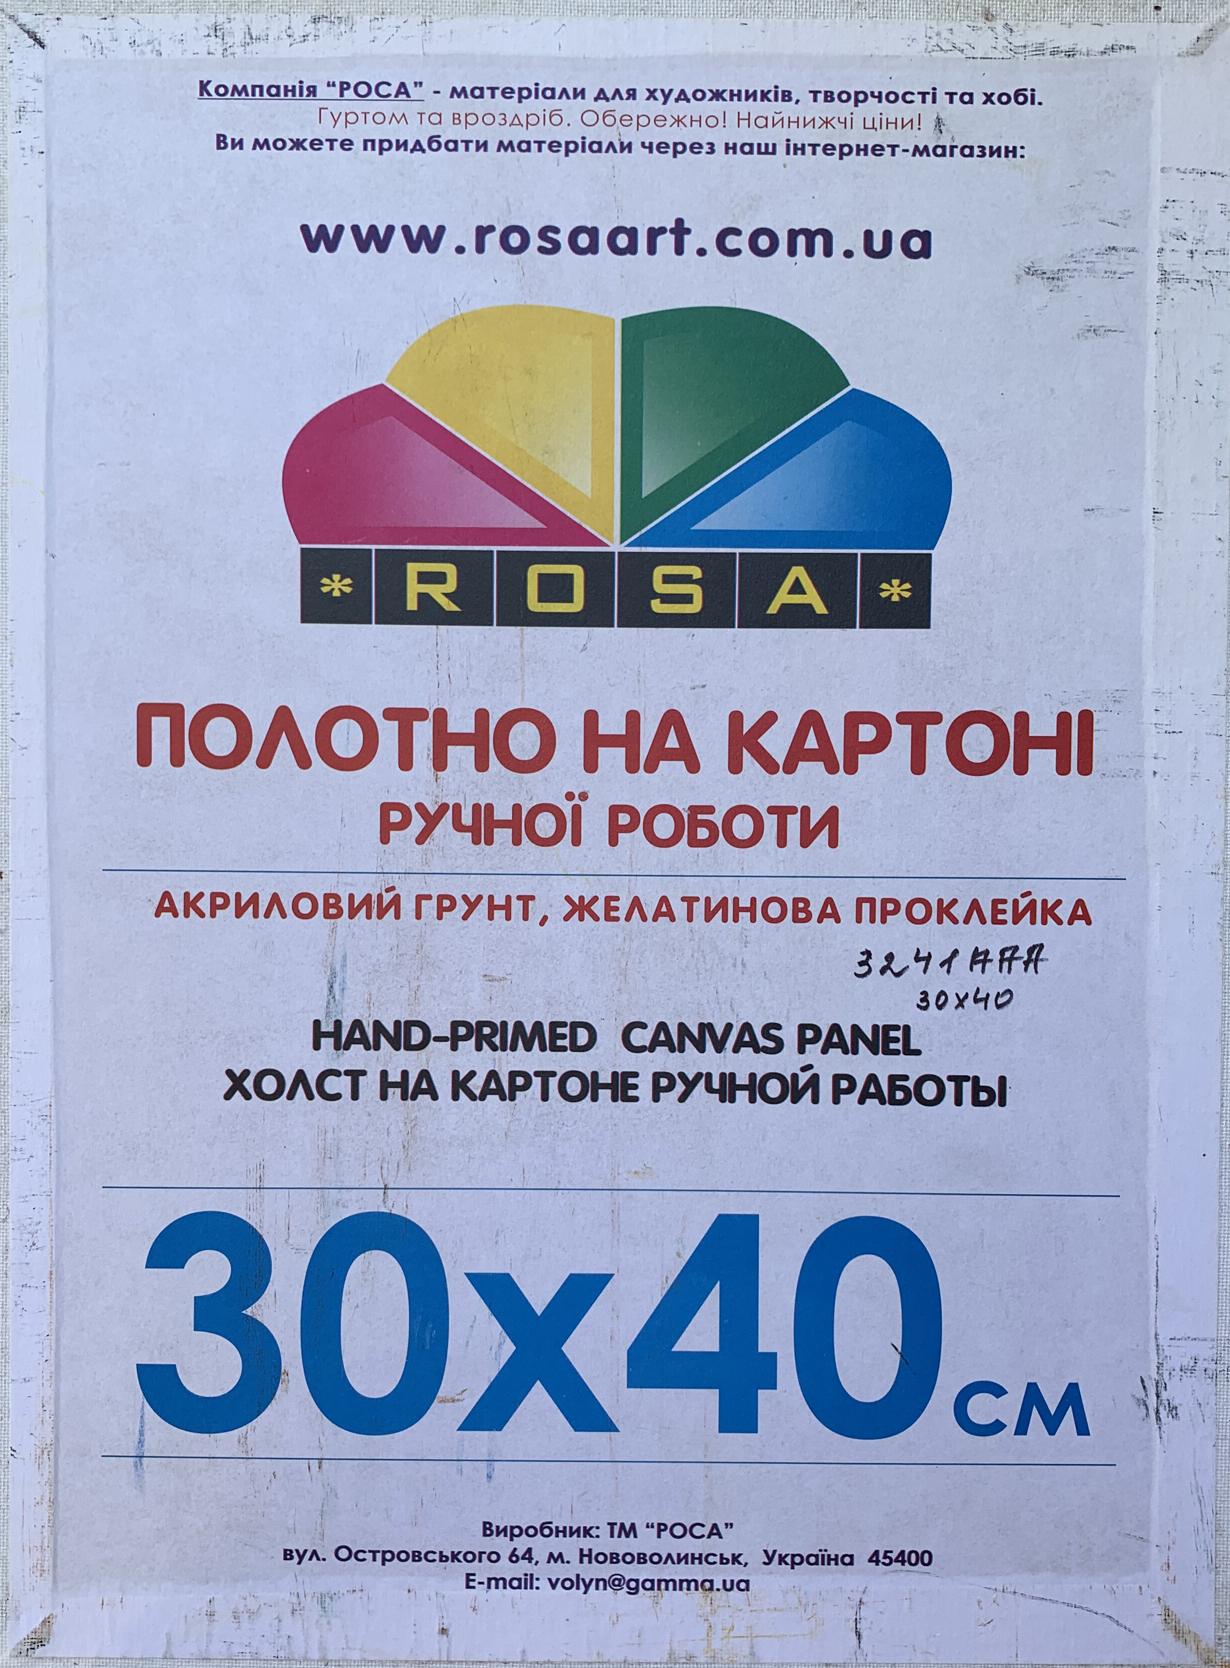 Компанія “РОСА” - матеріали для художників, творчості та хобі.
Гуртом та вроздріб. Обережно! Найнижчі ціни!
Ви можете придбати матеріали через наш інтернет-магазин:
www.rosaart.com.ua
*ROSA*
ПОЛОТНО НА КАРТОНІ
РУЧНОЇ РОБОТИ
АКРИЛОВИЙ ГРУНТ, ЖЕЛАТИНОВА ПРОКЛЕЙКА
3241AAA
30x40
HAND-PRIMED CANVAS PANEL
ХОЛСТ НА КАРТОНЕ РУЧНОЙ РАБОТЫ
30x40 см
Виробник: ТМ “РОСА”
вул. Островського 64, м. Нововолинськ, Україна 45400
E-mail: volyn@gamma.ua